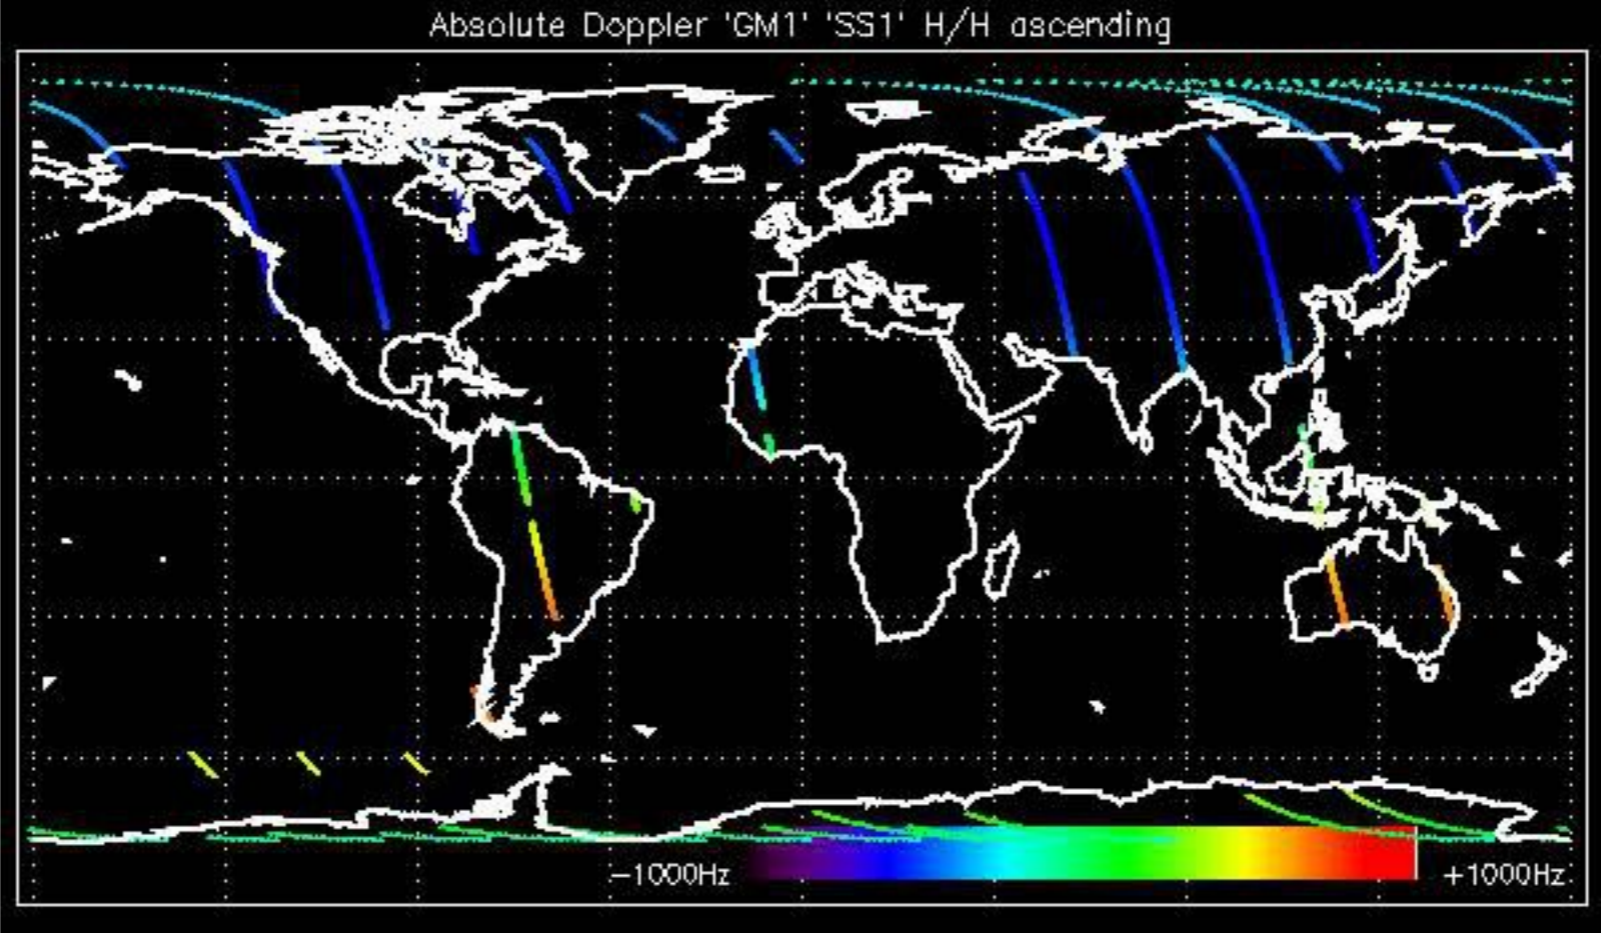 Absolute Doppler 'GM1' 'SS1' H/H ascending
−1000Hz +1000Hz